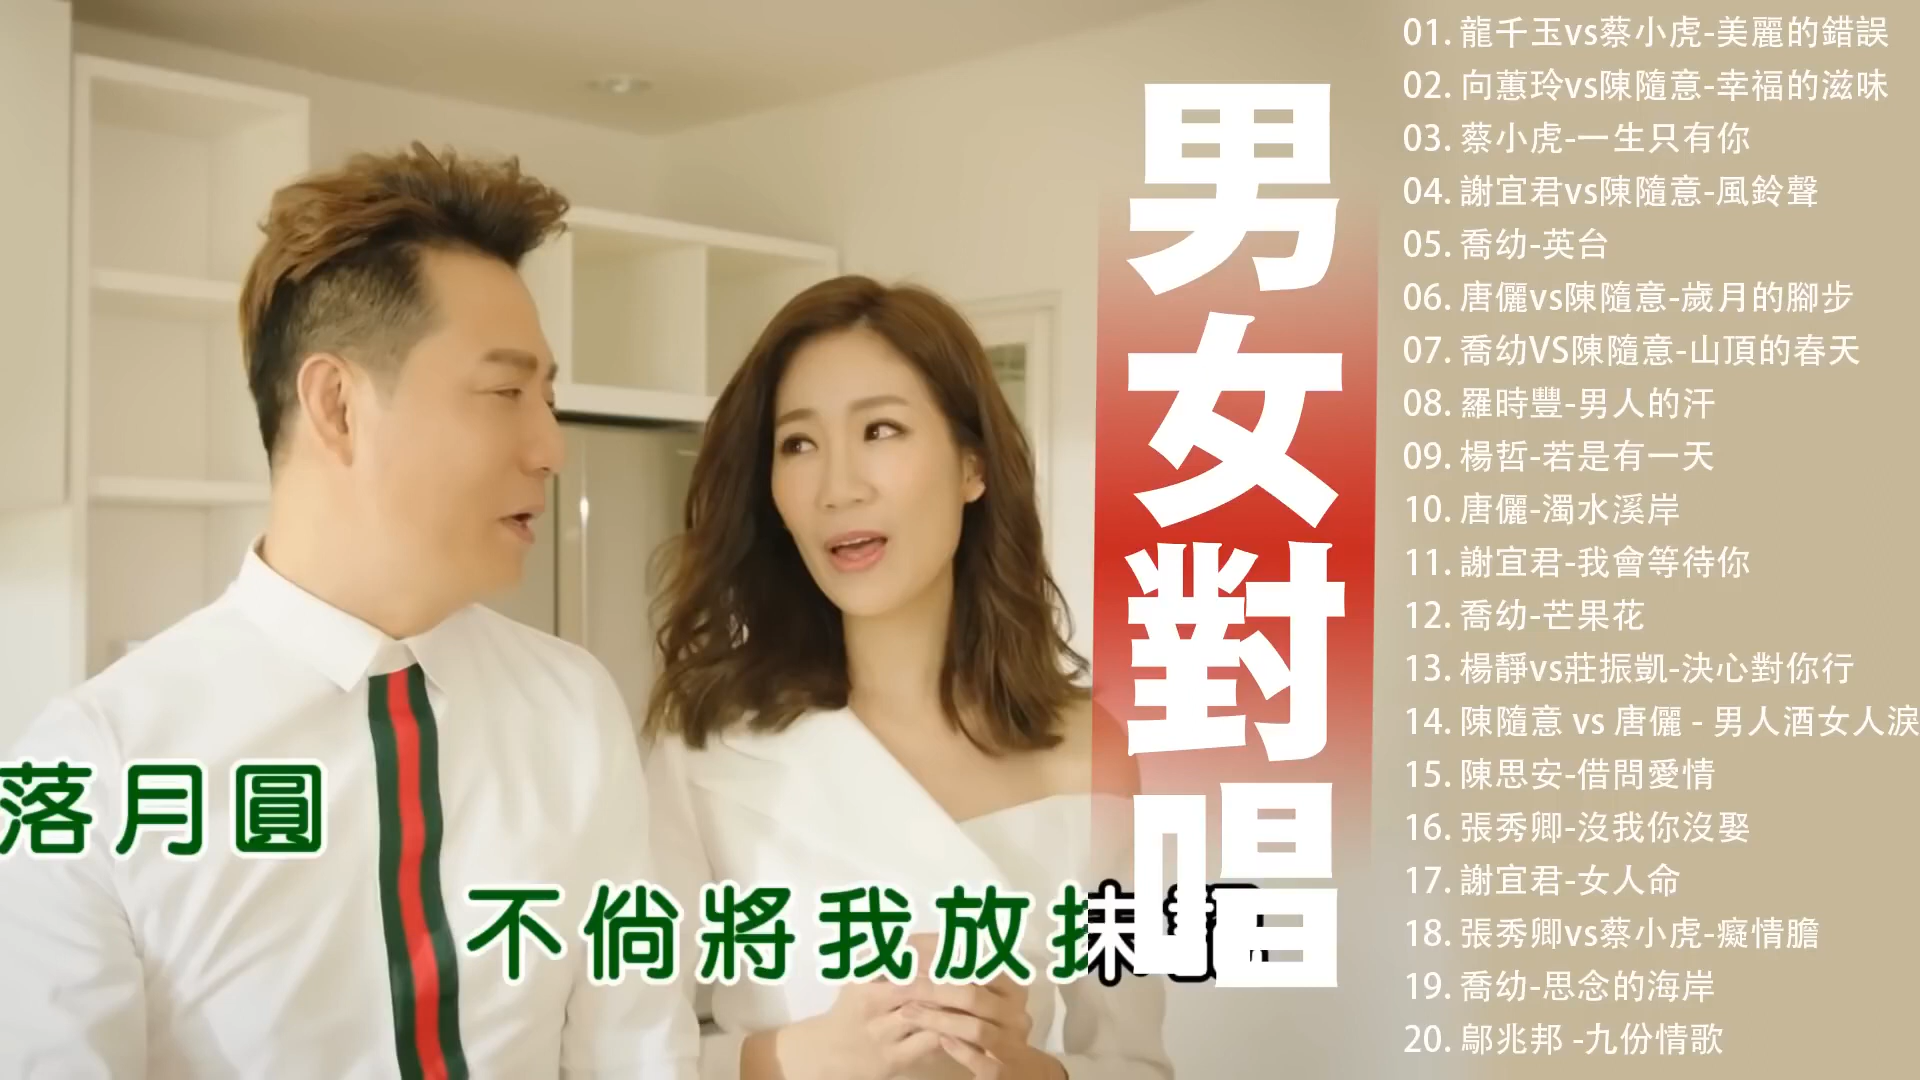 落月圓
不倘將我放抹
男女對唱
01. 龍千玉vs蔡小虎-美麗的錯誤
02. 向蕙玲vs陳隨意-幸福的滋味
03. 蔡小虎-一生只有你
04. 謝宜君vs陳隨意-風鈴聲
05. 喬幼-英台
06. 唐儷vs陳隨意-歲月的腳步
07. 喬幼VS陳隨意-山頂的春天
08. 羅時豐-男人的汗
09. 楊哲-若是有一天
10. 唐儷-濁水溪岸
11. 謝宜君-我會等待你
12. 喬幼-芒果花
13. 楊靜vs莊振凱-決心對你行
14. 陳隨意 vs 唐儷 - 男人酒女人淚
15. 陳思安-借問愛情
16. 張秀卿-沒我你沒娶
17. 謝宜君-女人命
18. 張秀卿vs蔡小虎-癡情膽
19. 喬幼-思念的海岸
20. 鄔兆邦 -九份情歌